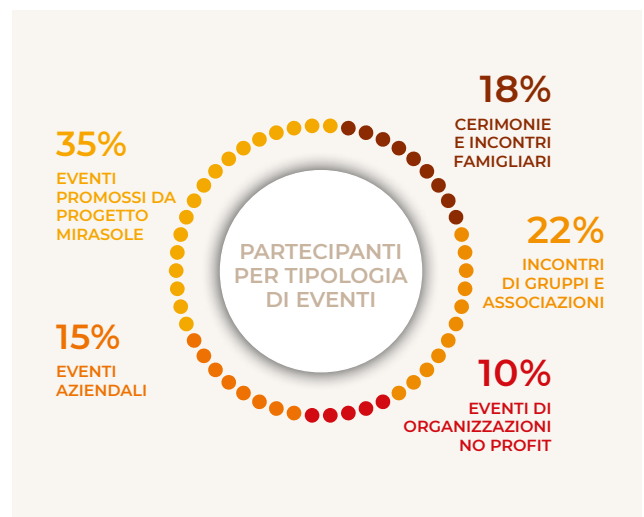 18%
CERIMONIE
E INCONTRI
FAMIGLIARI
35%
EVENTI
PROMOSSI DA
PROGETTO
MIRASOLE
22%
INCONTRI
DI GRUPPI E
ASSOCIAZIONI
PARTECIPANTI
PER TIPOLOGIA
DI EVENTI
15%
EVENTI
AZIENDALI
10%
EVENTI DI
ORGANIZZAZIONI
NO PROFIT